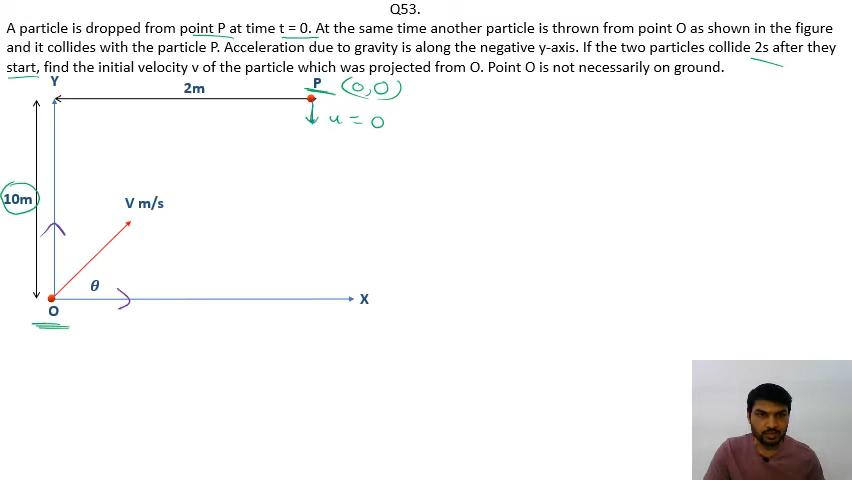 Q53.
A particle is dropped from point P at time t = 0. At the same time another particle is thrown from point O as shown in the figure
and it collides with the particle P. Acceleration due to gravity is along the negative y-axis. If the two particles collide 2s after they
start, find the initial velocity v of the particle which was projected from O. Point O is not necessarily on ground.
Y
2m
P (0,0)
u = 0
10m
V m/s
θ
X
O